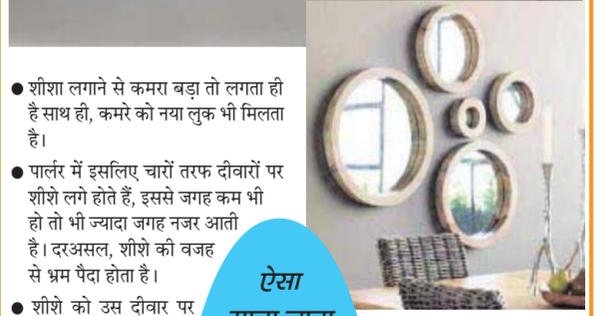 ● शीशा लगाने से कमरा बड़ा तो लगता ही
है साथ ही, कमरे को नया लुक भी मिलता
है।
● पार्लर में इसलिए चारों तरफ दीवारों पर
शीशे लगे होते हैं, इससे जगह कम भी
हो तो भी ज्यादा जगह नजर आती
है। दरअसल, शीशे की वजह
से भ्रम पैदा होता है।
● शीशे को उस दीवार पर
ऐसा